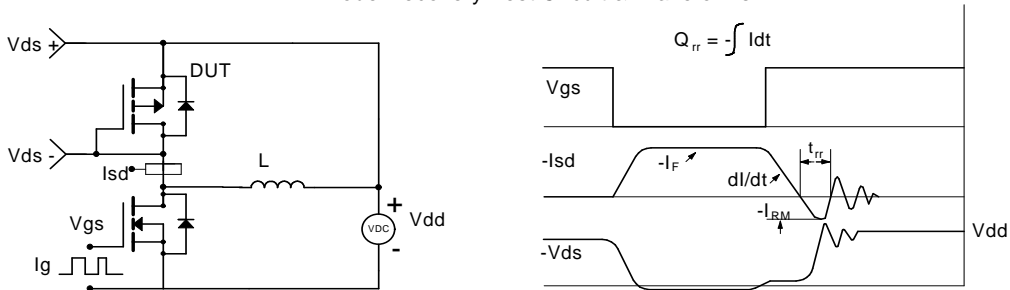 Vds +
DUT
Vds -
Isd
L
Vgs
Ig
+
VDC
-
Vdd
Q rr = -∫ Idt
Vgs
-Isd
-I F
dI/dt
t rr
-I RM
Vdd
-Vds